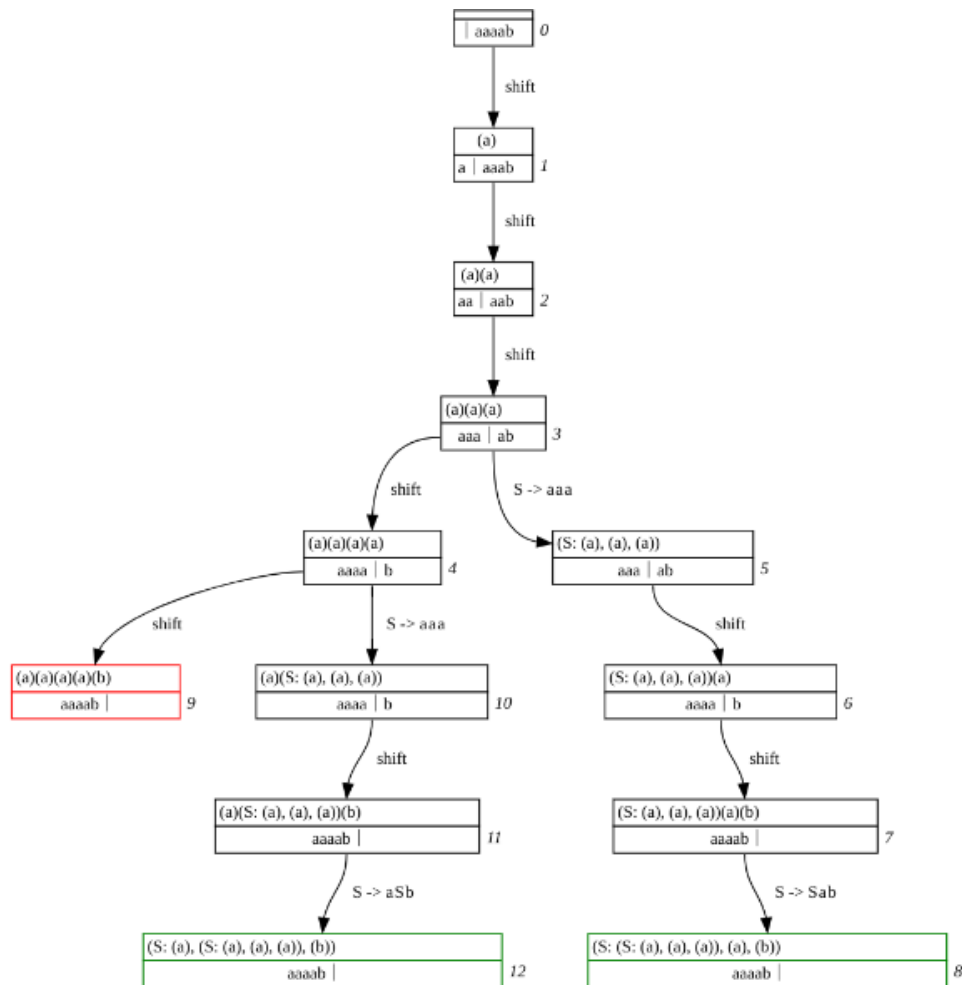 | aaaab 0
shift
(a)
a | aaab 1
shift
(a)(a)
aa | aab 2
shift
(a)(a)(a)
aaa | ab 3
shift S -> aaa
(a)(a)(a)(a) (S: (a), (a), (a))
aaaa | b 4 aaa | ab 5
shift S -> aaa shift
(a)(a)(a)(a)(b) (a)(S: (a), (a), (a)) (S: (a), (a), (a))(a)
aaaab | 9 aaaa | b 10 aaaa | b 6
shift shift
(a)(S: (a), (a), (a))(b) (S: (a), (a), (a))(a)(b)
aaaab | 11 aaaab | 7
S -> aSb S -> Sab
(S: (a), (S: (a), (a), (a)), (b)) (S: (S: (a), (a), (a)), (a), (b))
aaaab | 12 aaaab | 8